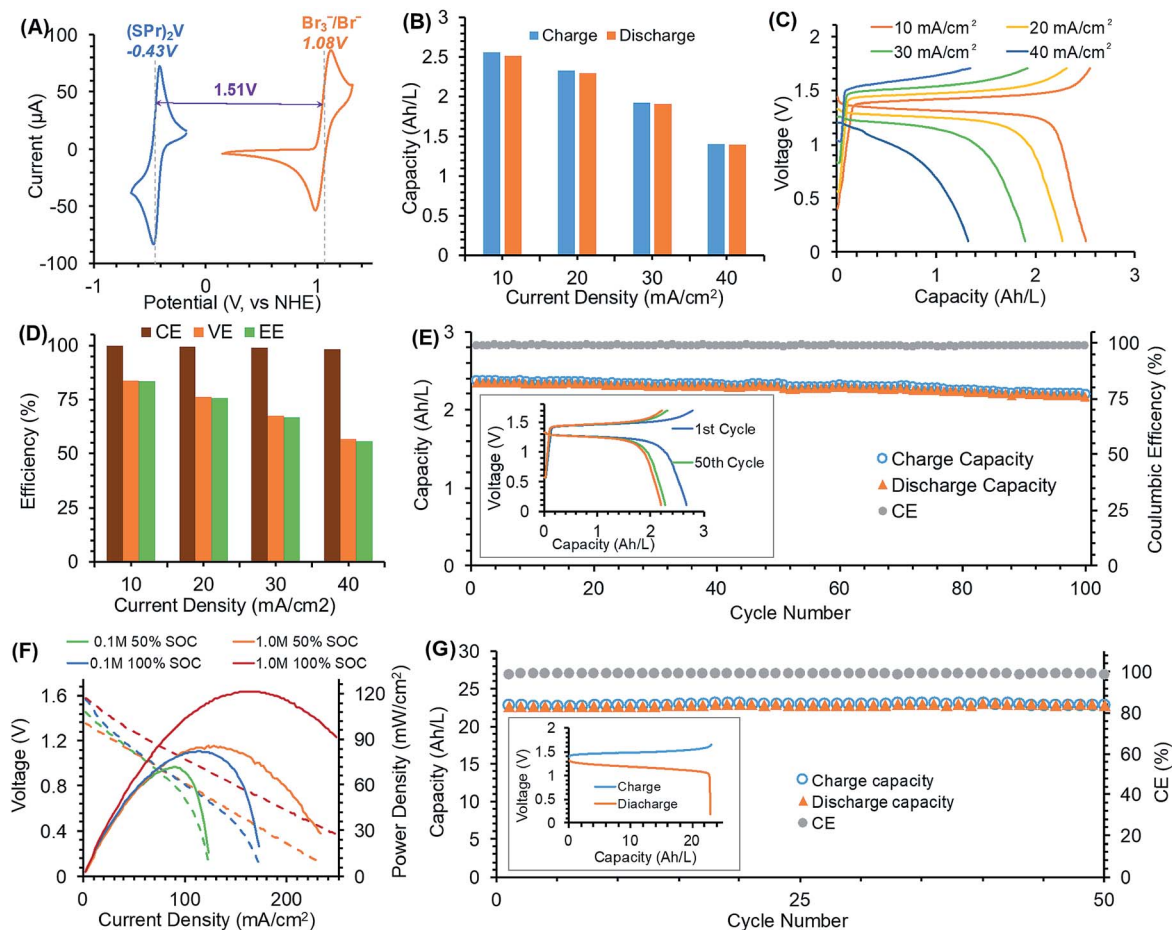 (A)
(SPr)₂V
-0.43V
Br₃⁻/Br⁻
1.08V
1.51V
100
50
0
-50
-100
Current (µA)
-1
0
1
Potential (V, vs NHE)
(B)
Charge
Discharge
3
2.5
2
1.5
1
0.5
0
Capacity (Ah/L)
10
20
30
40
Current Density (mA/cm²)
(C)
10 mA/cm²
20 mA/cm²
30 mA/cm²
40 mA/cm²
2
1
0
Voltage (V)
0
1
2
3
Capacity (Ah/L)
(D)
CE
VE
EE
100
75
50
25
0
Efficiency (%)
10
20
30
40
Current Density (mA/cm2)
(E)
3
2
1
0
Capacity (Ah/L)
100
75
50
25
0
Coulumbic Efficiency (%)
1.5
1
0.5
0
Voltage (V)
1st Cycle
50th Cycle
0
1
2
3
Capacity (Ah/L)
Charge Capacity
Discharge Capacity
CE
0
20
40
60
80
100
Cycle Number
(F)
0.1M 50% SOC
1.0M 50% SOC
0.1M 100% SOC
1.0M 100% SOC
1.6
1.2
0.8
0.4
0
Voltage (V)
120
90
60
30
0
Power Density (mW/cm²)
0
100
200
Current Density (mA/cm²)
(G)
30
25
20
15
10
5
0
Capacity (Ah/L)
100
80
60
40
20
0
CE (%)
2
1.5
1
0.5
0
Voltage (V)
Charge
Diacharge
0
10
20
Capacity (Ah/L)
Charge capacity
Discharge capacity
CE
0
25
50
Cycle Number